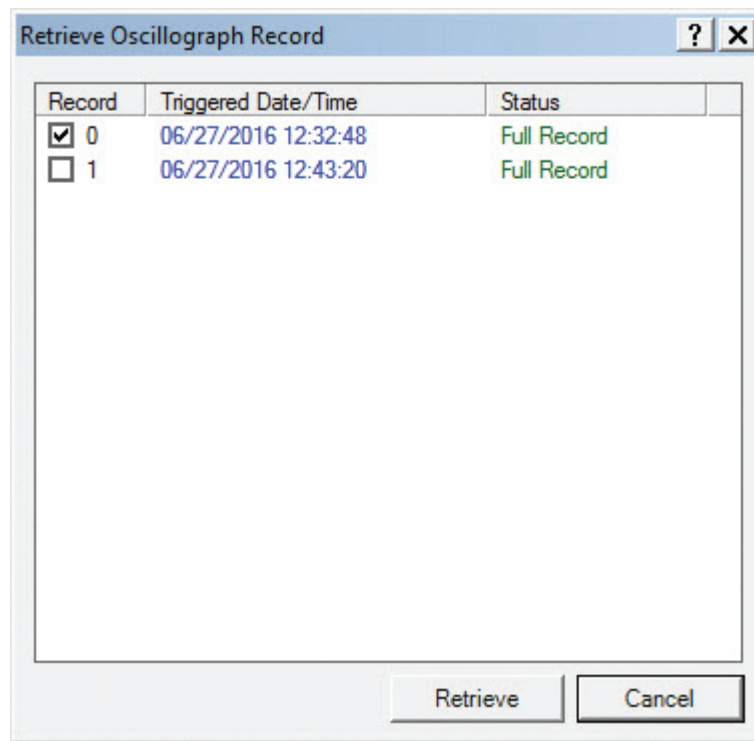 Retrieve Oscillograph Record ?
Record Triggered Date/Time Status
0 06/27/2016 12:32:48 Full Record
1 06/27/2016 12:43:20 Full Record
Retrieve Cancel